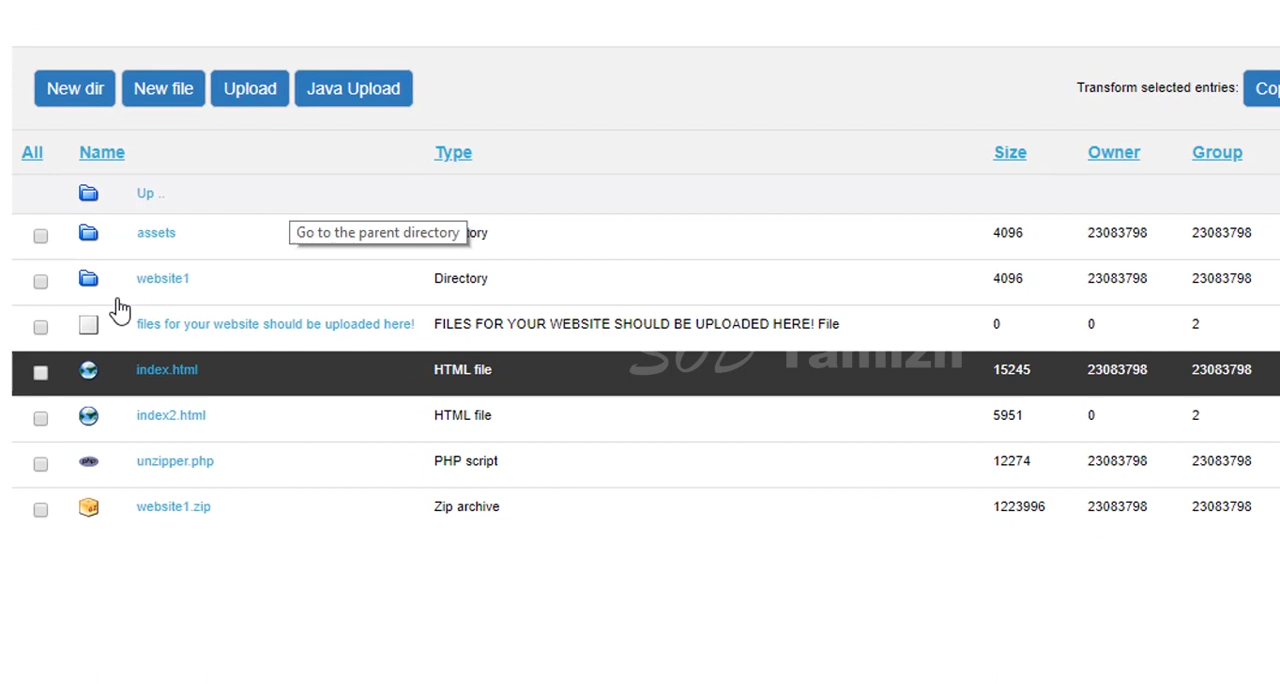 New dir New file Upload Java Upload Transform selected entries:
All Name Type Size Owner Group
Up ..
assets 4096 23083798 23083798
Go to the parent directory
website1 Directory 4096 23083798 23083798
files for your website should be uploaded here! FILES FOR YOUR WEBSITE SHOULD BE UPLOADED HERE! File 0 0 2
SUD Tamizh
index.html HTML file 15245 23083798 23083798
index2.html HTML file 5951 0 2
unzipper.php PHP script 12274 23083798 23083798
website1.zip Zip archive 1223996 23083798 23083798